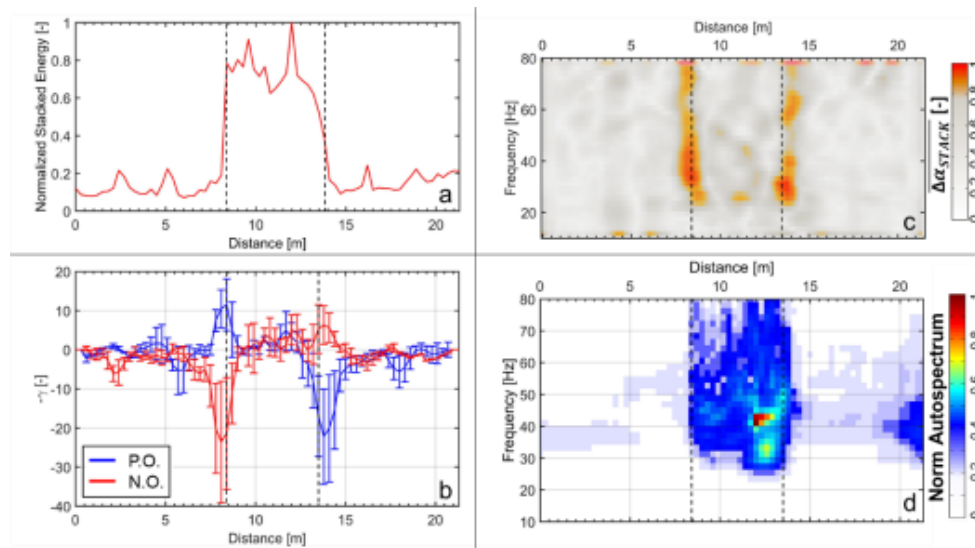 1
0.8
0.6
0.4
0.2
0
Normalized Stacked Energy [-]
a
0 5 10 15 20
Distance [m]
Distance [m]
0 5 10 15 20
80
60
40
20
Frequency [Hz]
c
1
0.8
Δα_STACK [-]
20
10
0
-10
-20
-30
-40
-γ [-]
P.O.
N.O.
b
0 5 10 15 20
Distance [m]
Distance [m]
0 5 10 15 20
80
70
60
50
40
30
20
10
Frequency [Hz]
d
Norm Autospectrum